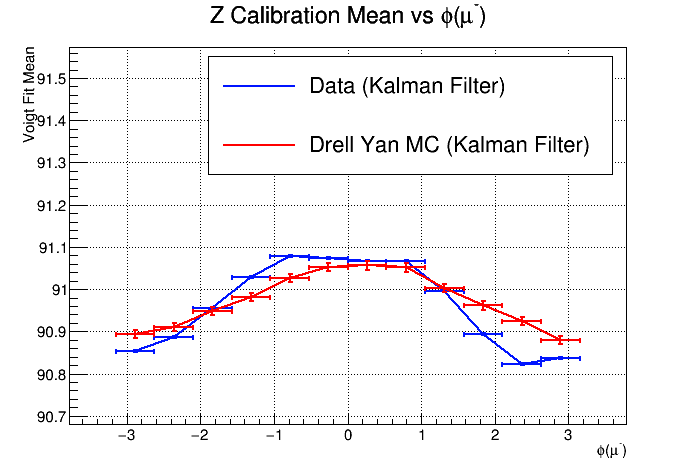 Z Calibration Mean vs ϕ(μ⁻)
Voigt Fit Mean
Data (Kalman Filter)
Drell Yan MC (Kalman Filter)
91.5
91.4
91.3
91.2
91.1
91
90.9
90.8
90.7
−3 −2 −1 0 1 2 3
ϕ(μ⁻)